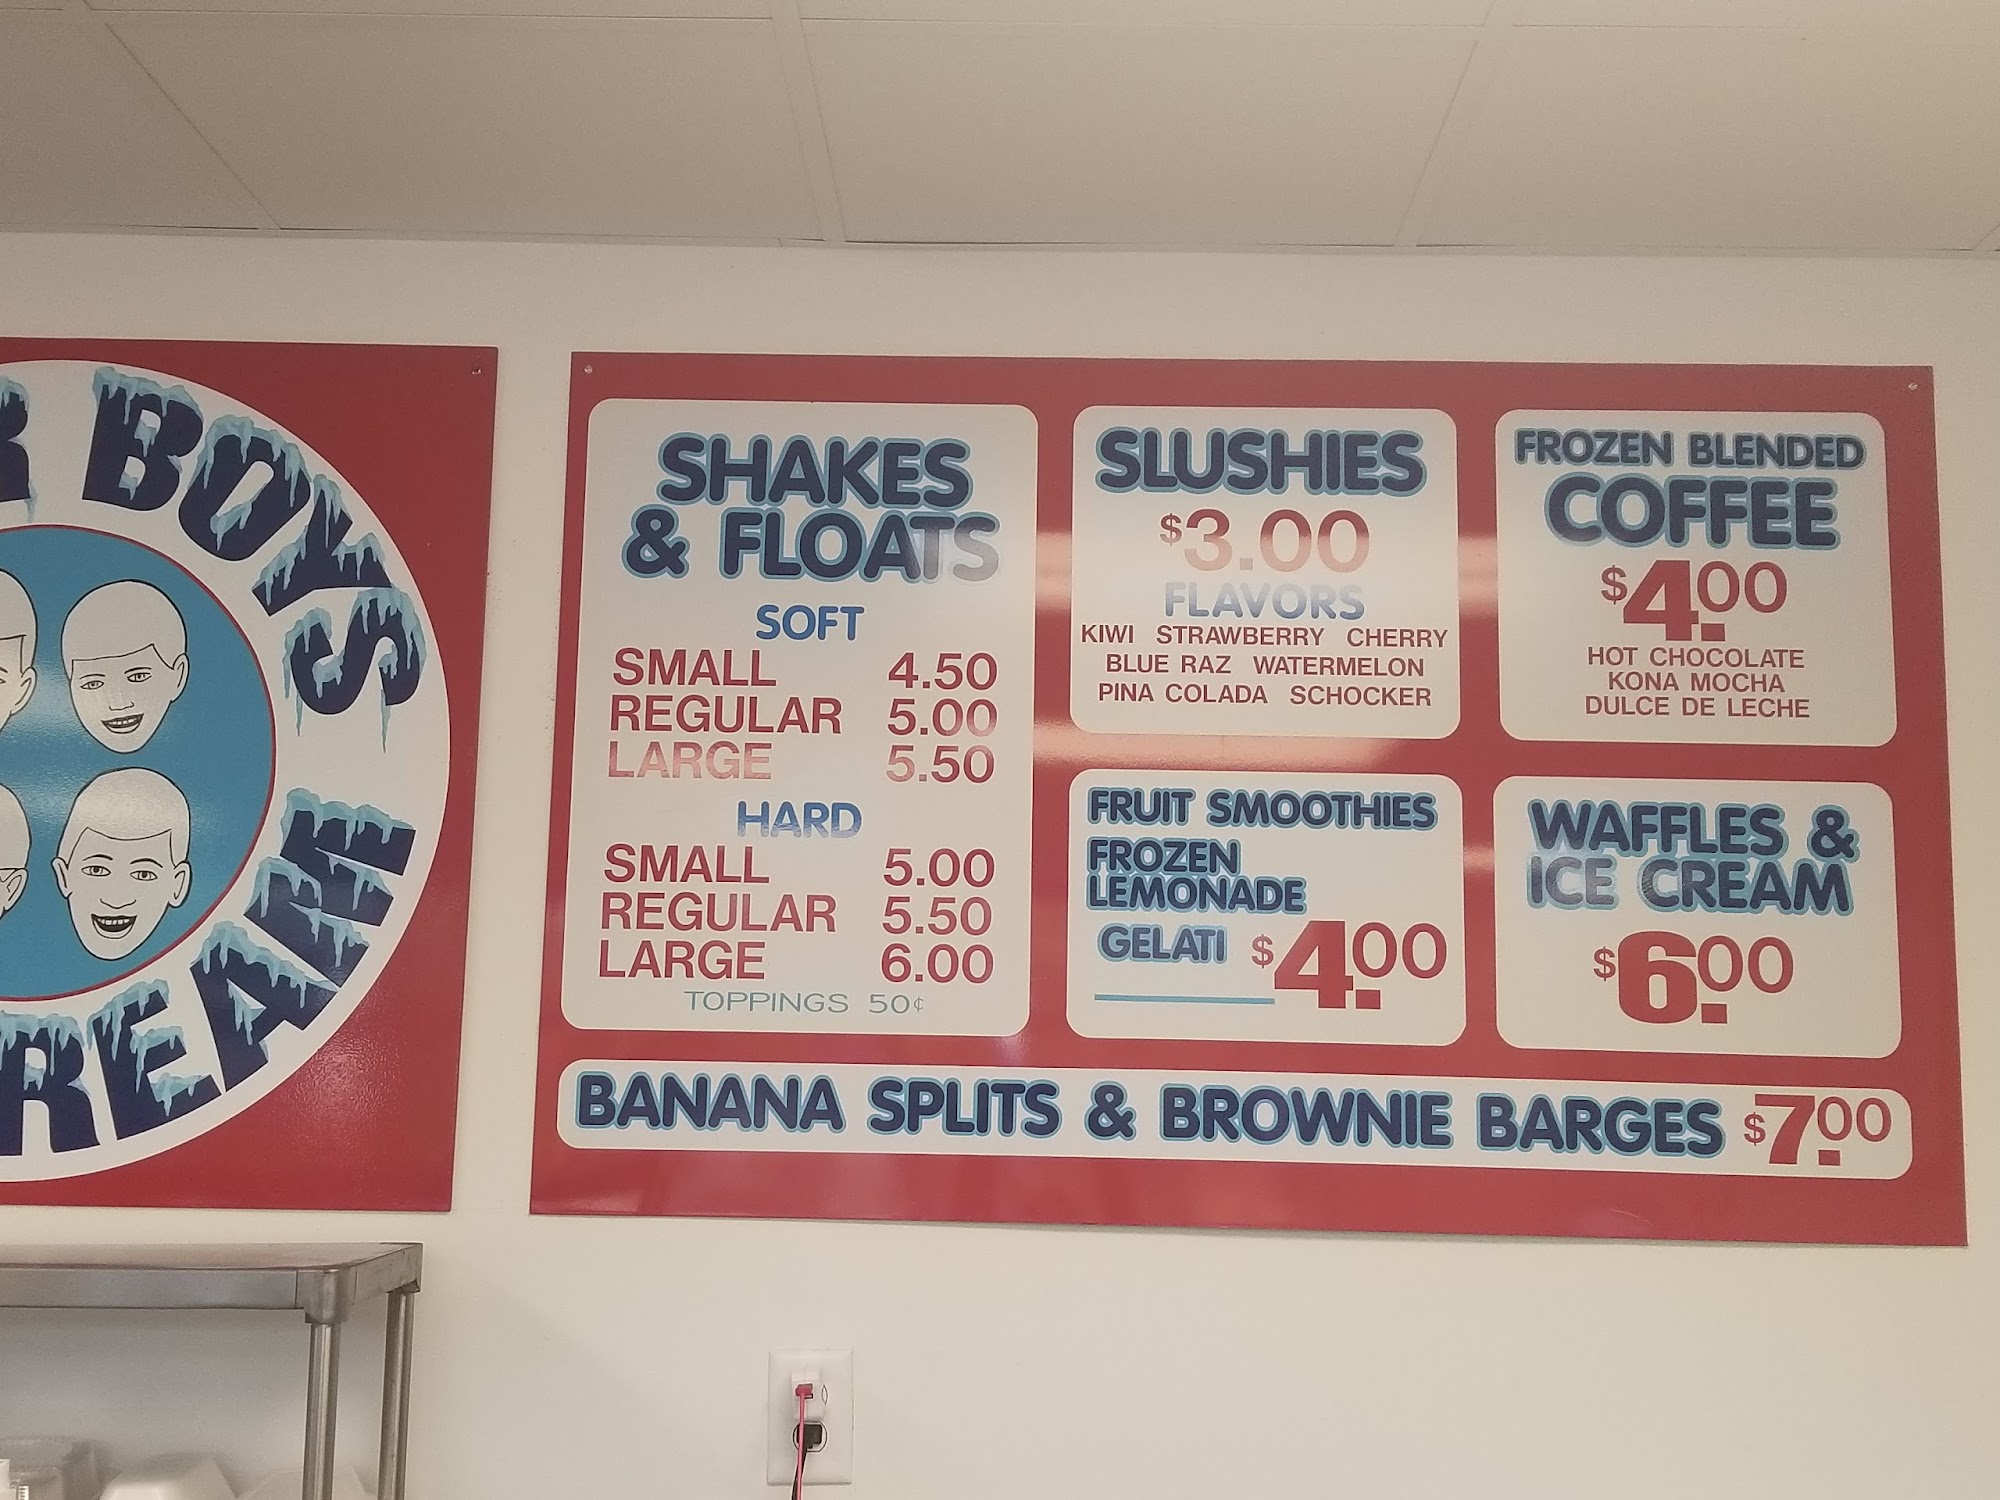 BOYS
REAM
SHAKES
& FLOATS
SOFT
SMALL 4.50
REGULAR 5.00
LARGE 5.50
HARD
SMALL 5.00
REGULAR 5.50
LARGE 6.00
TOPPINGS 50¢
SLUSHIES
$3.00
FLAVORS
KIWI STRAWBERRY CHERRY
BLUE RAZ WATERMELON
PINA COLADA SCHOCKER
FROZEN BLENDED
COFFEE
$4.00
HOT CHOCOLATE
KONA MOCHA
DULCE DE LECHE
FRUIT SMOOTHIES
FROZEN
LEMONADE
GELATI $4.00
WAFFLES &
ICE CREAM
$6.00
BANANA SPLITS & BROWNIE BARGES $7.00